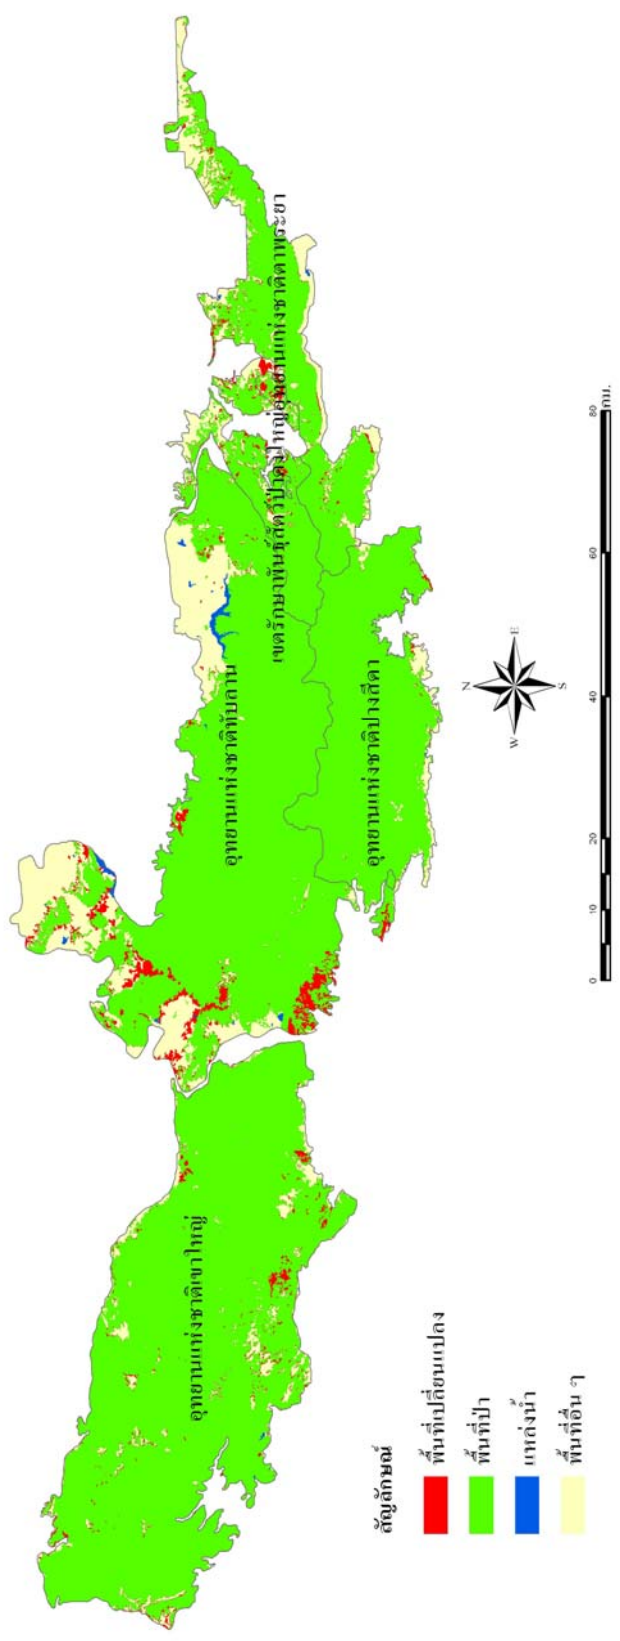 อุทยานแห่งชาติเขาใหญ่
อุทยานแห่งชาติทับลาน
อุทยานแห่งชาติปางสีดา
เขตรักษาพันธุ์สัตว์ป่าดงใหญ่
อุทยานแห่งชาติตาพระยา
สัญลักษณ์
พื้นที่เปลี่ยนแปลง
พื้นที่ป่า
แหล่งน้ำ
พื้นที่อื่น ๆ
N
W
E
S
0
10
20
40
60
80
กม.